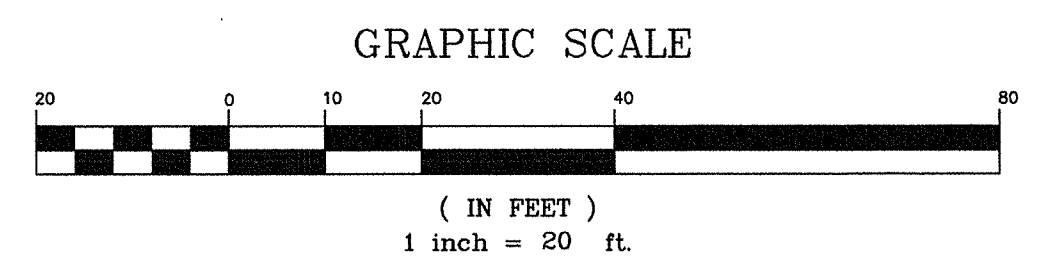 GRAPHIC SCALE
20 0 10 20 40 80
( IN FEET )
1 inch = 20 ft.